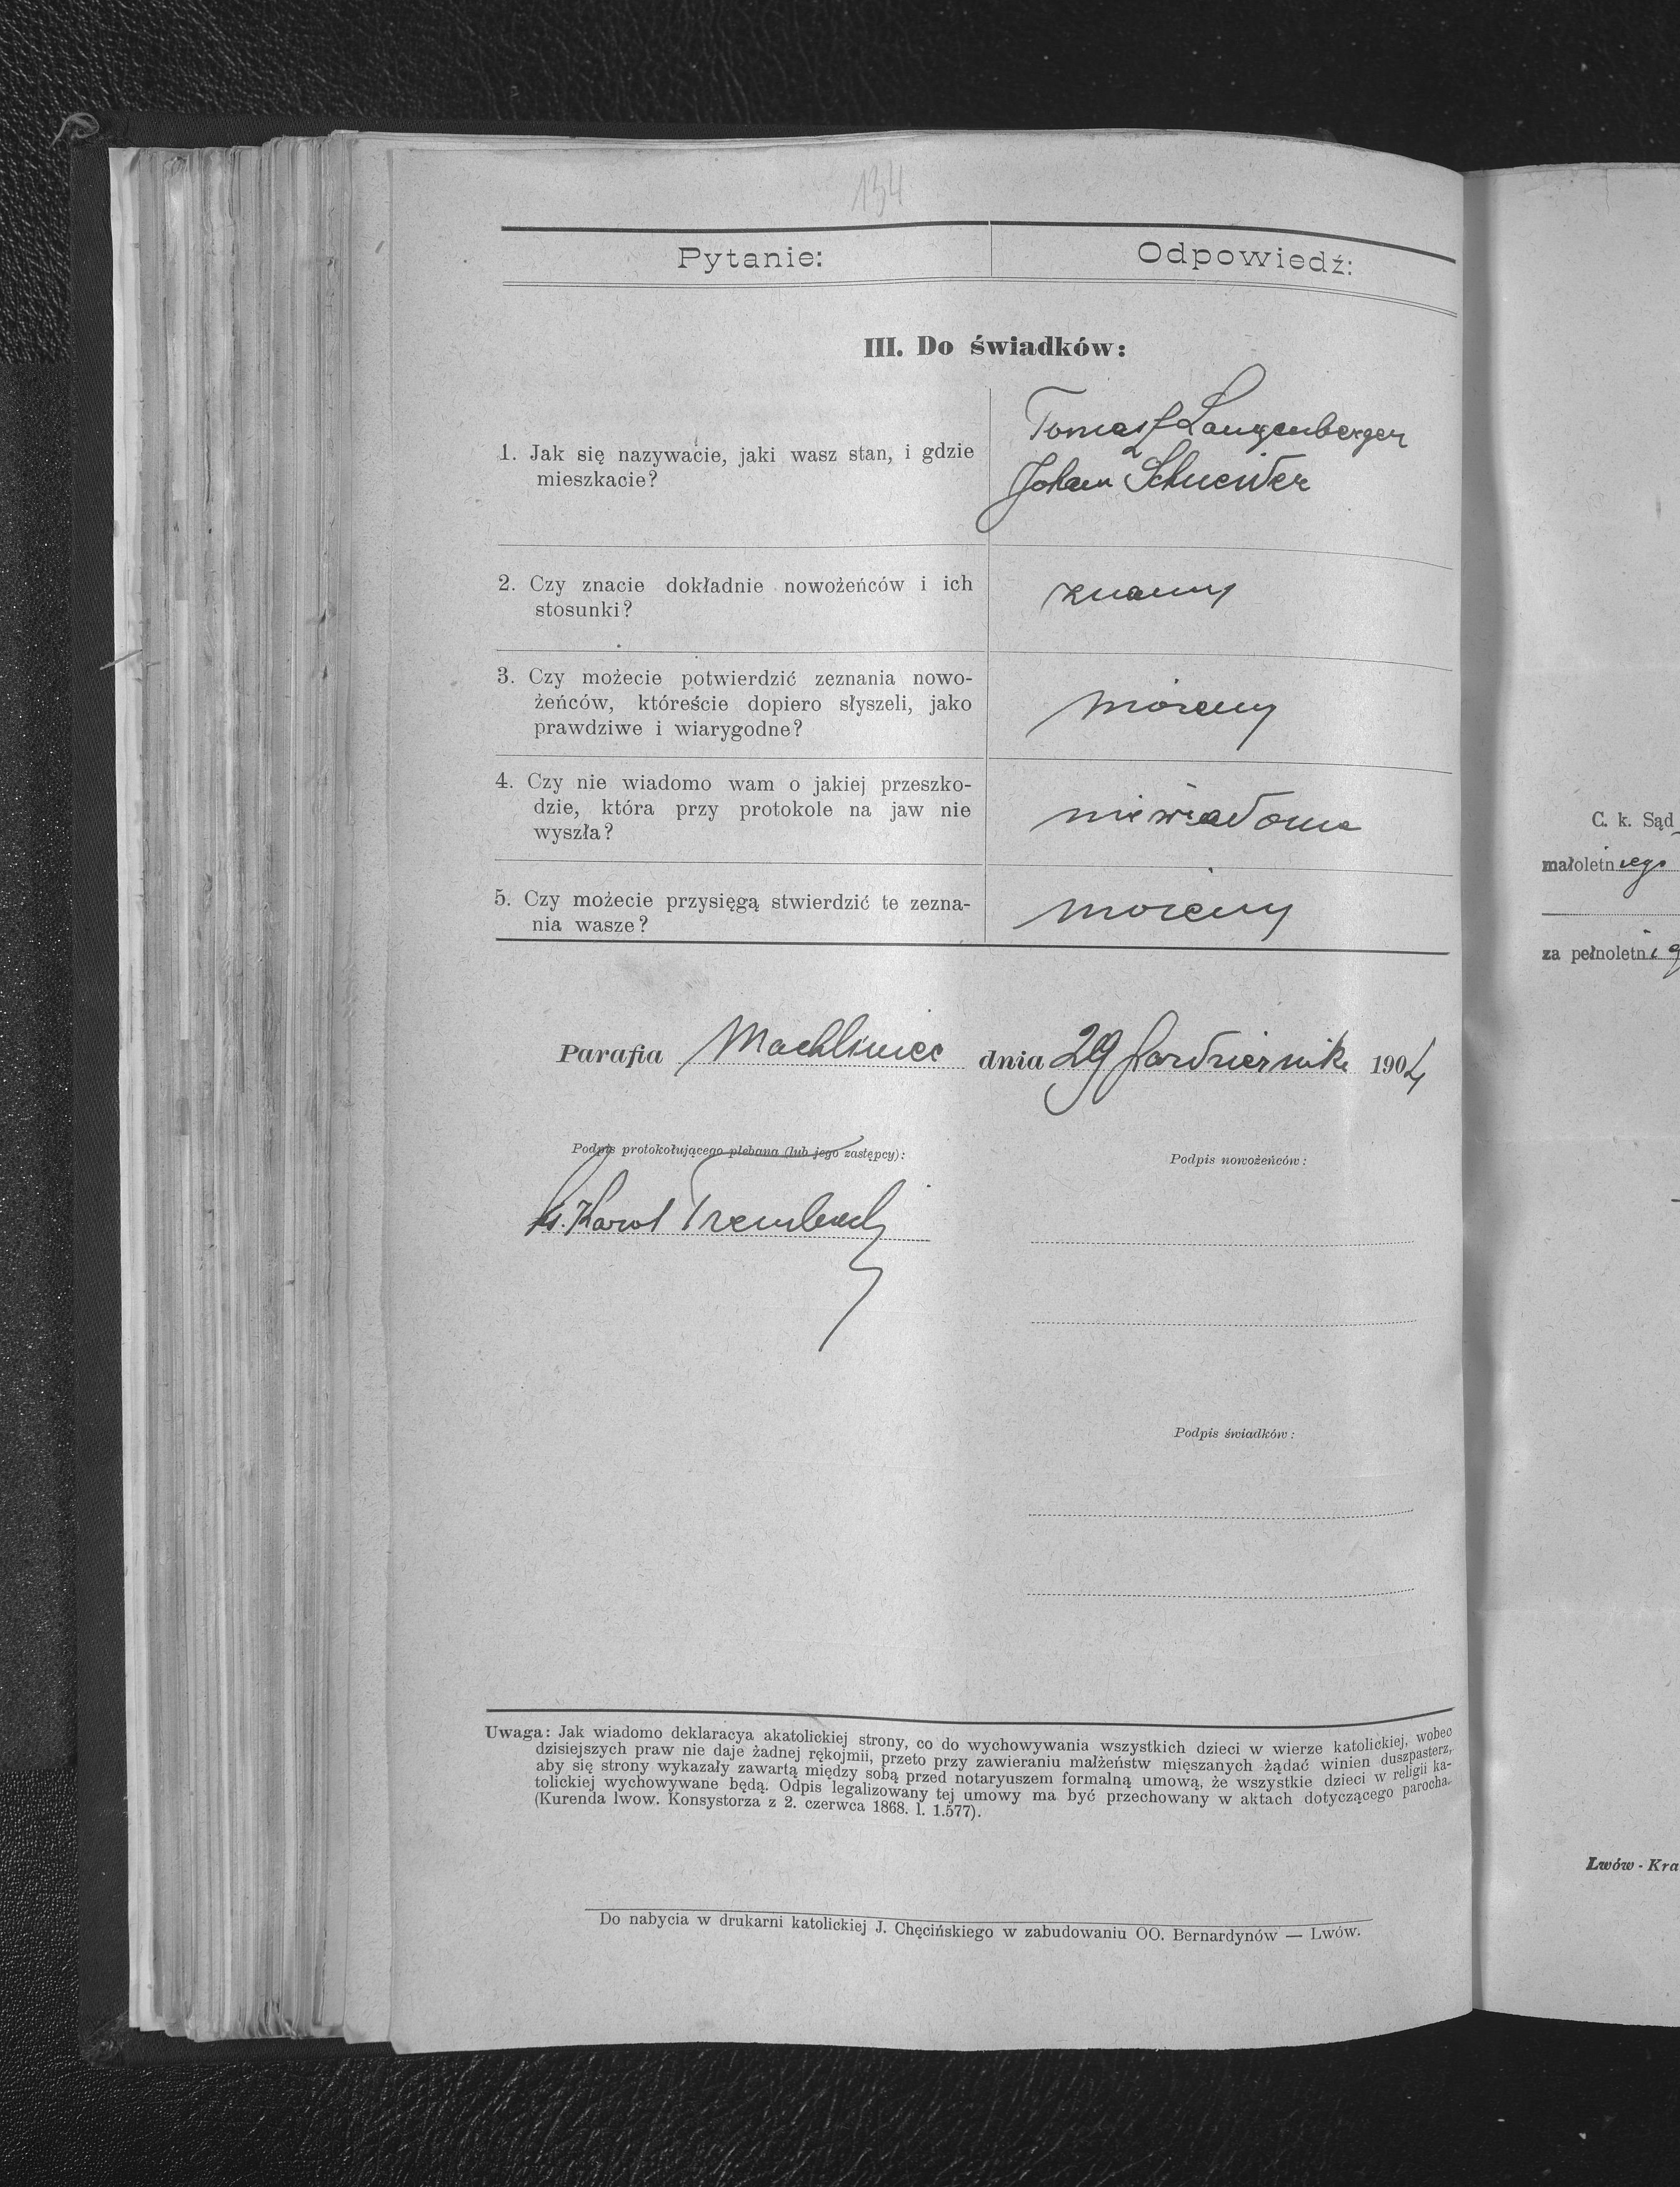 134
Pytanie: Odpowiedź:
III. Do świadków:
1. Jak się nazywacie, jaki wasz stan, i gdzie
mieszkacie?
Tomasz Langenberger
Johan Schneider
2. Czy znacie dokładnie nowożeńców i ich
stosunki?
znamy
3. Czy możecie potwierdzić zeznania nowo-
żeńców, któreście dopiero słyszeli, jako
prawdziwe i wiarygodne?
możemy
4. Czy nie wiadomo wam o jakiej przeszko-
dzie, która przy protokole na jaw nie
wyszła?
nie wiadomo
5. Czy możecie przysięgą stwierdzić te zezna-
nia wasze?
możemy
Parafia Machliniec dnia 29 Października 1904
Podpis protokołującego plebana (lub jego zastępcy):
Podpis nowożeńców:
Ks. Karol
Podpis świadków:
Uwaga: Jak wiadomo deklaracya akatolickiej strony, co do wychowywania wszystkich dzieci w wierze katolickiej, wobec
dzisiejszych praw nie daje żadnej rękojmii, przeto przy zawieraniu małżeństw mięszanych żądać winien duszpasterz,
aby się strony wykazały zawartą między sobą przed notaryuszem formalną umową, że wszystkie dzieci w religii ka-
tolickiej wychowywane będą. Odpis legalizowany tej umowy ma być przechowany w aktach dotyczącego parocha.
(Kurenda lwow. Konsystorza z 2. czerwca 1868. l. 1.577).
Do nabycia w drukarni katolickiej J. Chęcińskiego w zabudowaniu OO. Bernardynów — Lwów.
C. k. Sąd
małoletniego
za pełnoletnieg
Lwów - Kra